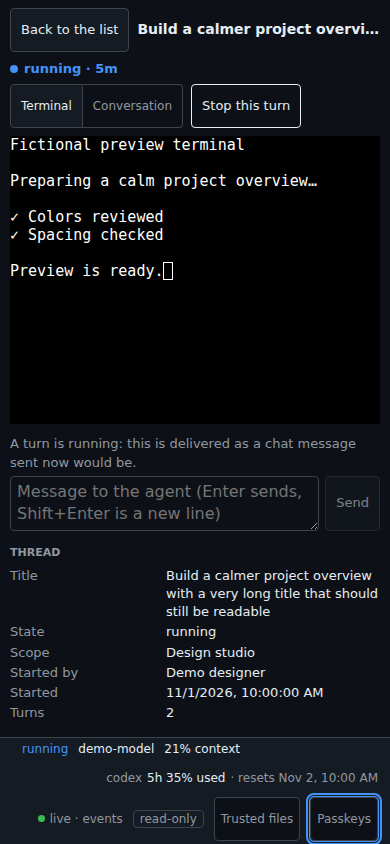 Back to the list Build a calmer project overvi…
running · 5m
Terminal Conversation Stop this turn
Fictional preview terminal
Preparing a calm project overview…
✓ Colors reviewed
✓ Spacing checked
Preview is ready.
A turn is running: this is delivered as a chat message
sent now would be.
Message to the agent (Enter sends,
Shift+Enter is a new line)
Send
THREAD
Title Build a calmer project overview
with a very long title that should
still be readable
State running
Scope Design studio
Started by Demo designer
Started 11/1/2026, 10:00:00 AM
Turns 2
running demo-model 21% context
codex 5h 35% used · resets Nov 2, 10:00 AM
live · events read-only Trusted files Passkeys